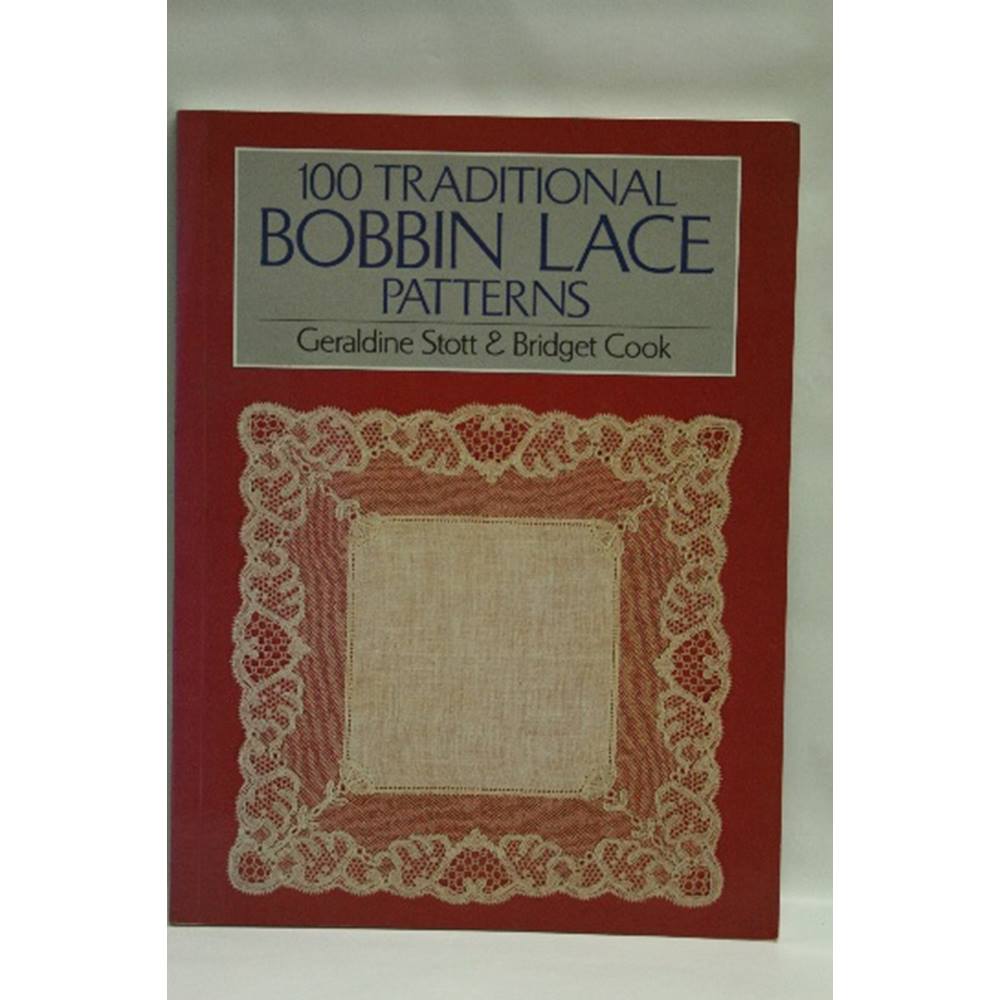 100 TRADITIONAL
BOBBIN LACE
PATTERNS
Geraldine Stott & Bridget Cook